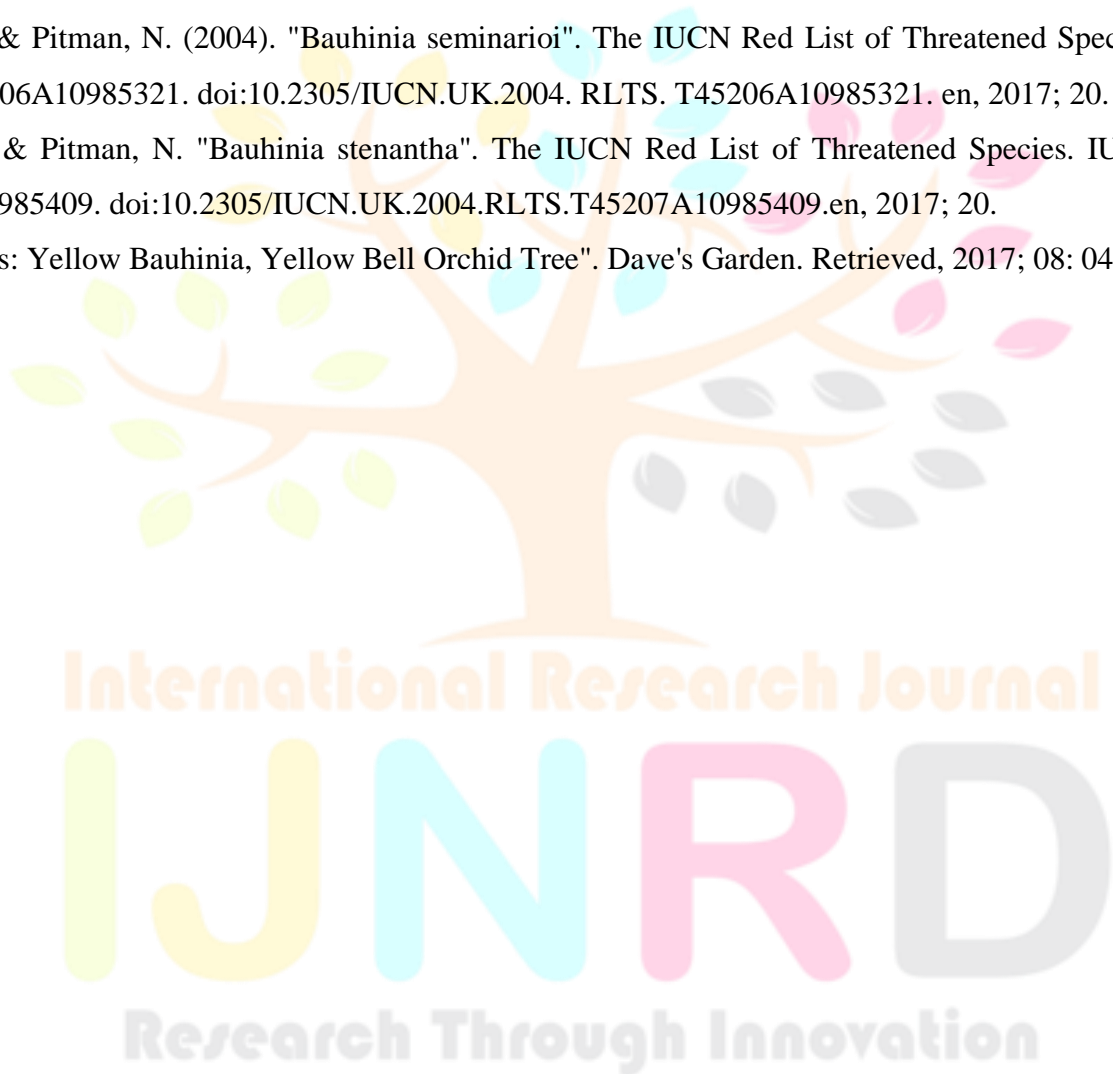 & Pitman, N. (2004). "Bauhinia seminarioi". The IUCN Red List of Threatened Spec
06A10985321. doi:10.2305/IUCN.UK.2004. RLTS. T45206A10985321. en, 2017; 20.
& Pitman, N. "Bauhinia stenantha". The IUCN Red List of Threatened Species. IU
985409. doi:10.2305/IUCN.UK.2004.RLTS.T45207A10985409.en, 2017; 20.
s: Yellow Bauhinia, Yellow Bell Orchid Tree". Dave's Garden. Retrieved, 2017; 08: 04
International Research Journal
IJNRD
Research Through Innovation